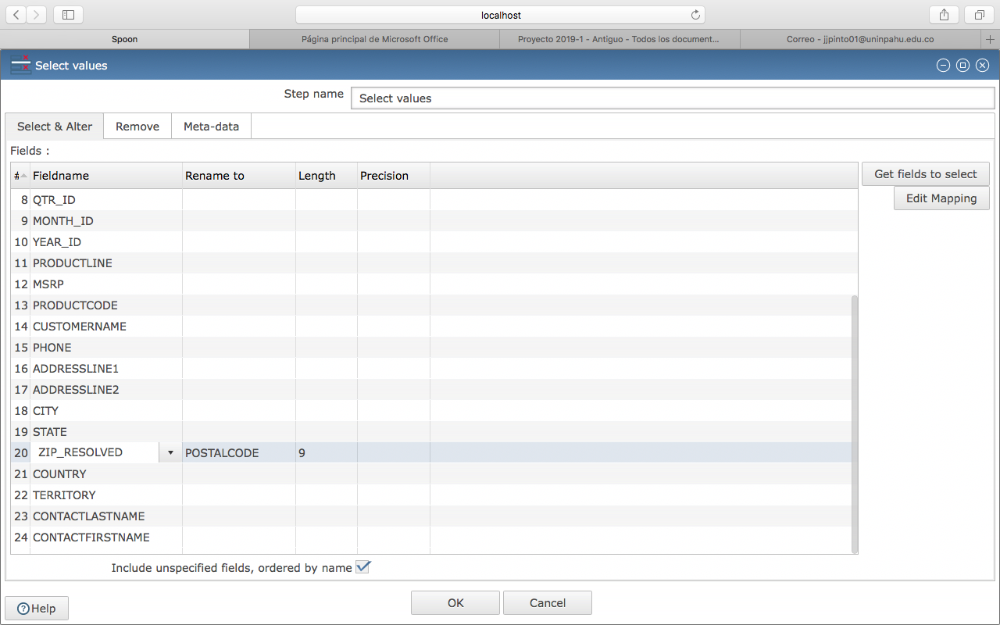 localhost
Spoon Página principal de Microsoft Office Proyecto 2019-1 - Antiguo - Todos los document... Correo - jjpinto01@uninpahu.edu.co
Select values
Step name Select values
Select & Alter Remove Meta-data
Fields :
# Fieldname Rename to Length Precision Get fields to select
Edit Mapping
8 QTR_ID
9 MONTH_ID
10 YEAR_ID
11 PRODUCTLINE
12 MSRP
13 PRODUCTCODE
14 CUSTOMERNAME
15 PHONE
16 ADDRESSLINE1
17 ADDRESSLINE2
18 CITY
19 STATE
20 ZIP_RESOLVED POSTALCODE 9
21 COUNTRY
22 TERRITORY
23 CONTACTLASTNAME
24 CONTACTFIRSTNAME
Include unspecified fields, ordered by name
? Help OK Cancel